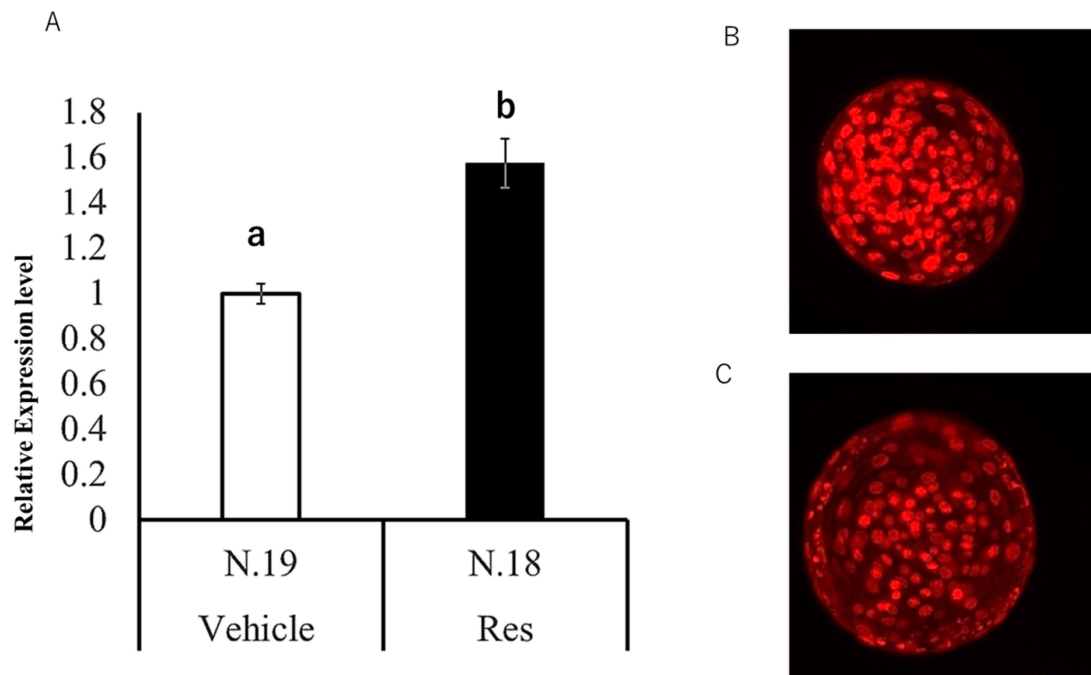 A
B
C
Relative Expression level
1.8
1.6
1.4
1.2
1
0.8
0.6
0.4
0.2
0
a
b
N.19
N.18
Vehicle
Res